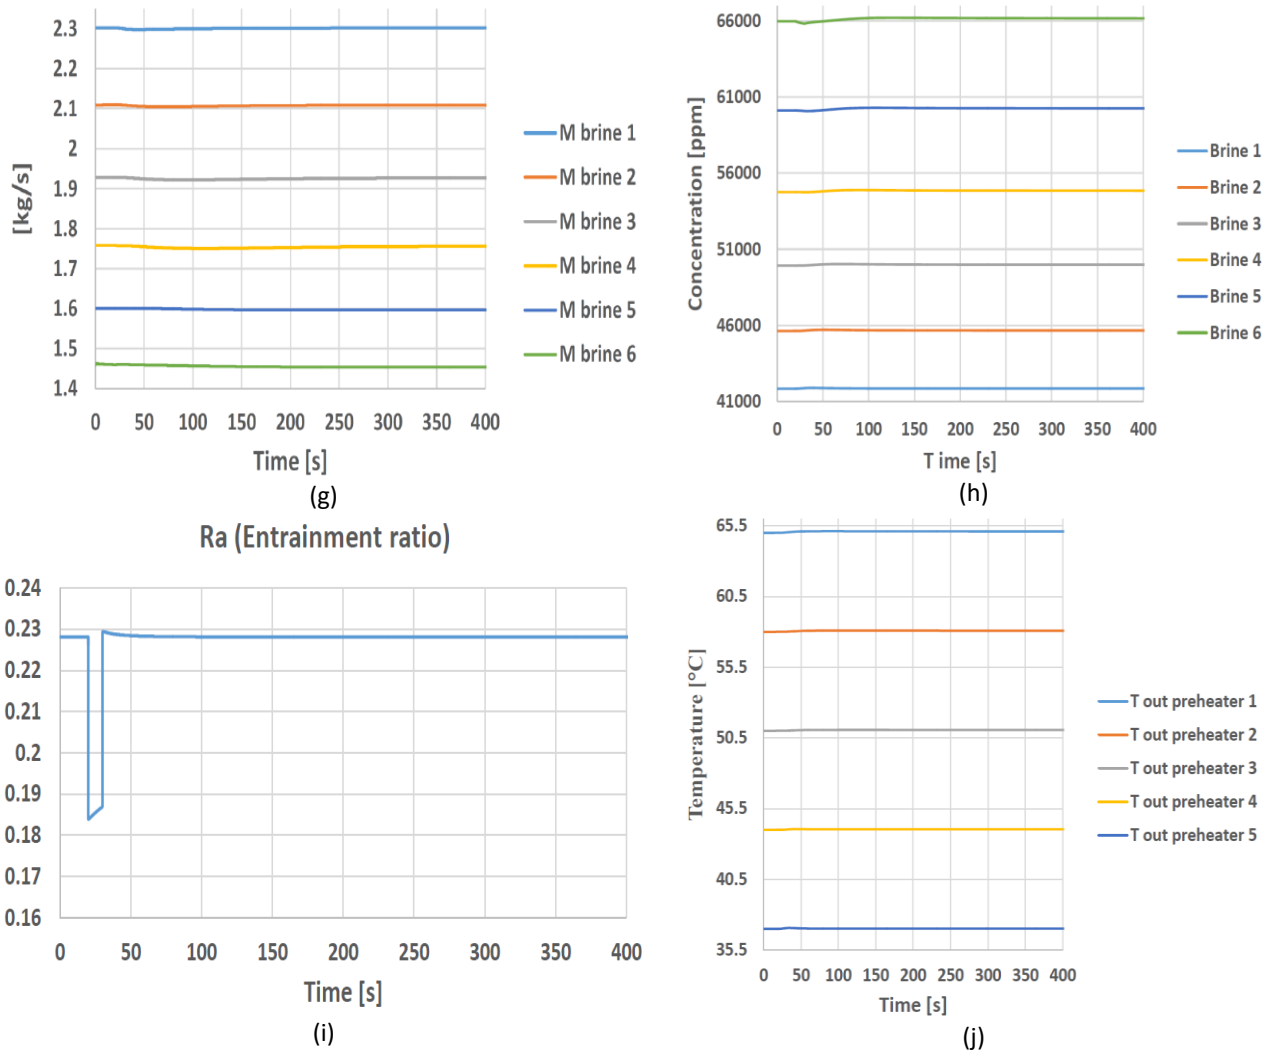 2.3
2.2
2.1
2
1.9
1.8
1.7
1.6
1.5
1.4
[kg/s]
0 50 100 150 200 250 300 350 400
Time [s]
M brine 1
M brine 2
M brine 3
M brine 4
M brine 5
M brine 6
(g)
66000
61000
56000
51000
46000
41000
Concentration [ppm]
0 50 100 150 200 250 300 350 400
T ime [s]
Brine 1
Brine 2
Brine 3
Brine 4
Brine 5
Brine 6
(h)
Ra (Entrainment ratio)
0.24
0.23
0.22
0.21
0.2
0.19
0.18
0.17
0.16
0 50 100 150 200 250 300 350 400
Time [s]
(i)
65.5
60.5
55.5
50.5
45.5
40.5
35.5
Temperature [°C]
0 50 100 150 200 250 300 350 400
Time [s]
T out preheater 1
T out preheater 2
T out preheater 3
T out preheater 4
T out preheater 5
(j)